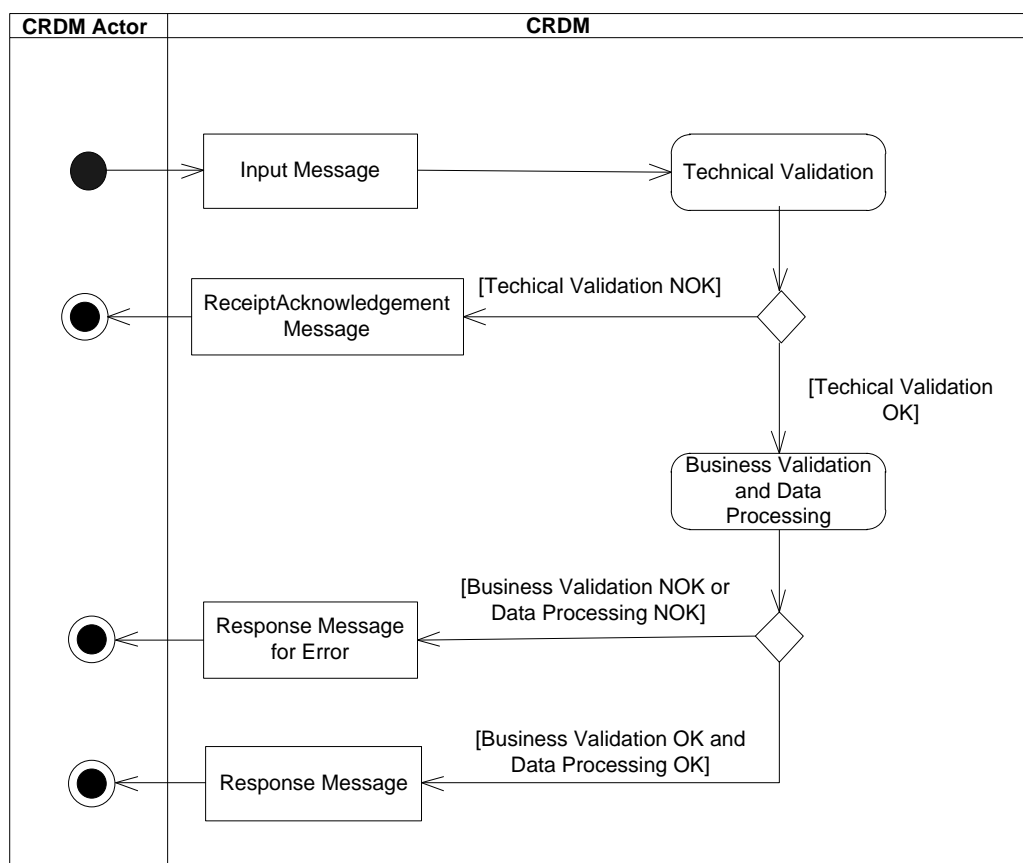 CRDM Actor
CRDM
Input Message
Technical Validation
[Techical Validation NOK]
ReceiptAcknowledgement
Message
[Techical Validation
OK]
Business Validation
and Data
Processing
[Business Validation NOK or
Data Processing NOK]
Response Message
for Error
[Business Validation OK and
Data Processing OK]
Response Message